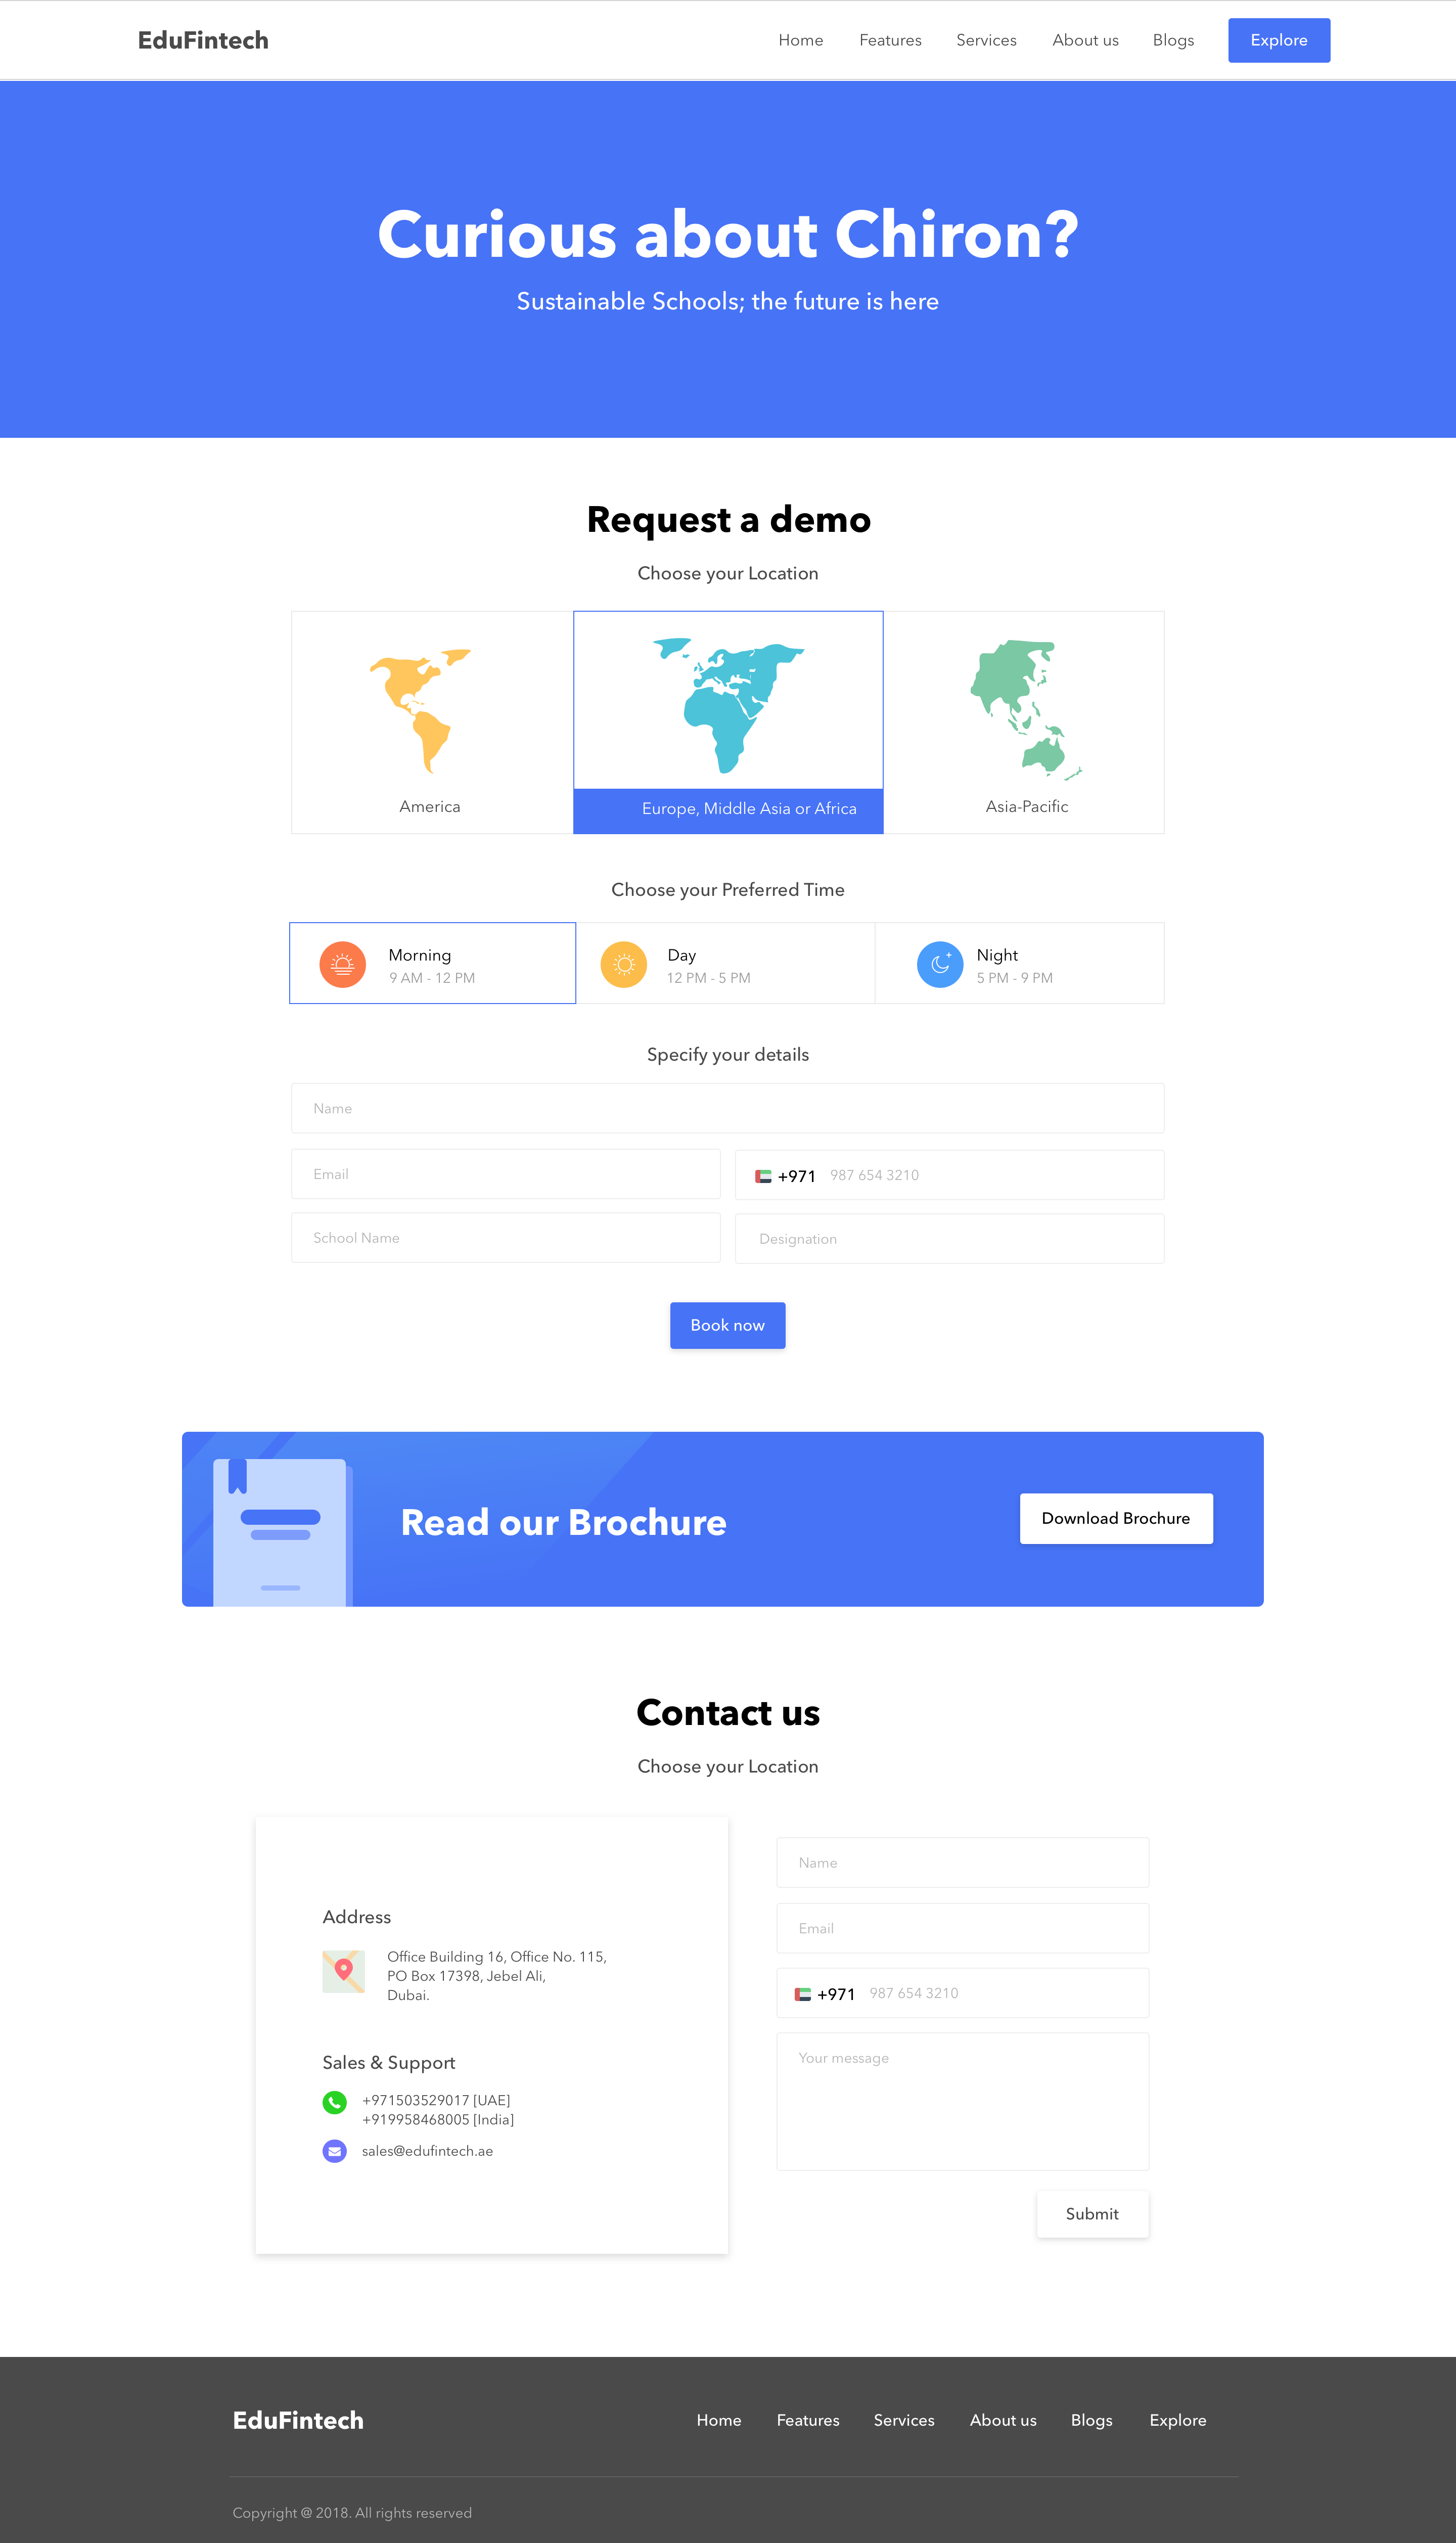 EduFintech
Home Features Services About us Blogs Explore
Curious about Chiron?
Sustainable Schools; the future is here
Request a demo
Choose your Location
America
Europe, Middle Asia or Africa
Asia-Pacific
Choose your Preferred Time
Morning
9 AM - 12 PM
Day
12 PM - 5 PM
Night
5 PM - 9 PM
Specify your details
Name
Email
+971 987 654 3210
School Name
Designation
Book now
Read our Brochure
Download Brochure
Contact us
Choose your Location
Address
Office Building 16, Office No. 115,
PO Box 17398, Jebel Ali,
Dubai.
Sales & Support
+971503529017 [UAE]
+919958468005 [India]
sales@edufintech.ae
Name
Email
+971 987 654 3210
Your message
Submit
EduFintech
Home Features Services About us Blogs Explore
Copyright @ 2018. All rights reserved